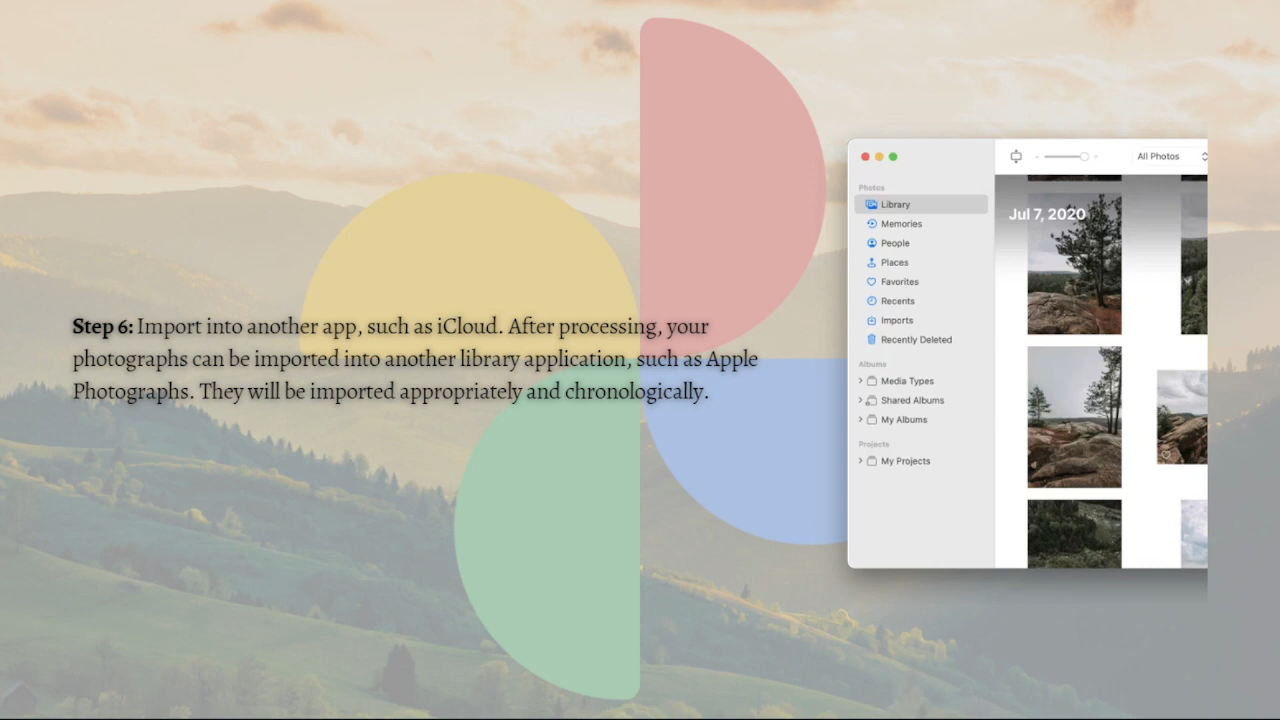 Step 6: Import into another app, such as iCloud. After processing, your
photographs can be imported into another library application, such as Apple
Photographs. They will be imported appropriately and chronologically.
All Photos
Photos
Library
Memories
People
Places
Favorites
Recents
Imports
Recently Deleted
Albums
Media Types
Shared Albums
My Albums
Projects
My Projects
Jul 7, 2020